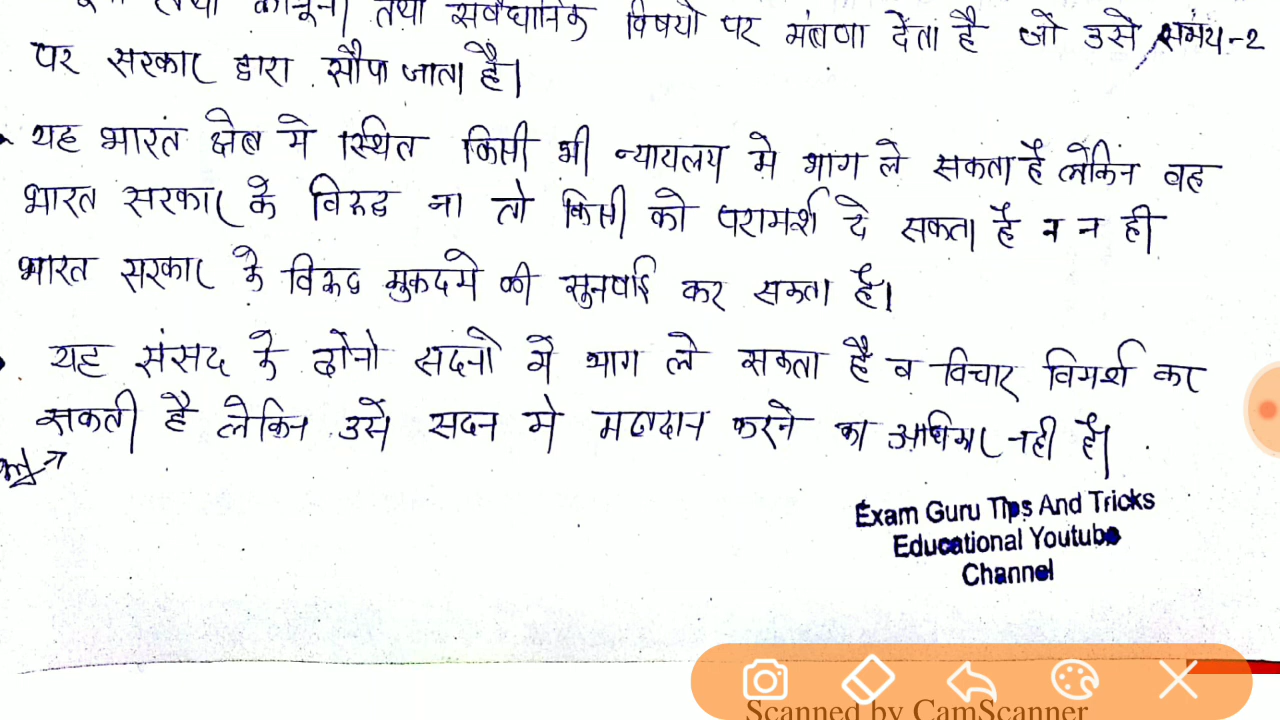 तथा कानूनी तथा संवैधानिक विषयों पर मंत्रणा देता है जो उसे समय-2
पर सरकार द्वारा सौंपा जाता है।
यह भारत क्षेत्र मे स्थित किसी भी न्यायलय मे भाग ले सकता है लेकिन वह
भारत सरकार के विरुद्ध ना तो किसी को परामर्श दे सकता है न न ही
भारत सरकार के विरुद्ध मुकदमे की सुनवाई कर सकता है।
यह संसद के दोनो सदनो में भाग ले सकता है व विचार विमर्श कर
सकती है लेकिन उसे सदन मे मतदान करने का अधिकार नही है।
Exam Guru Tips And Tricks
Educational Youtube
Channel
Scanned by CamScanner